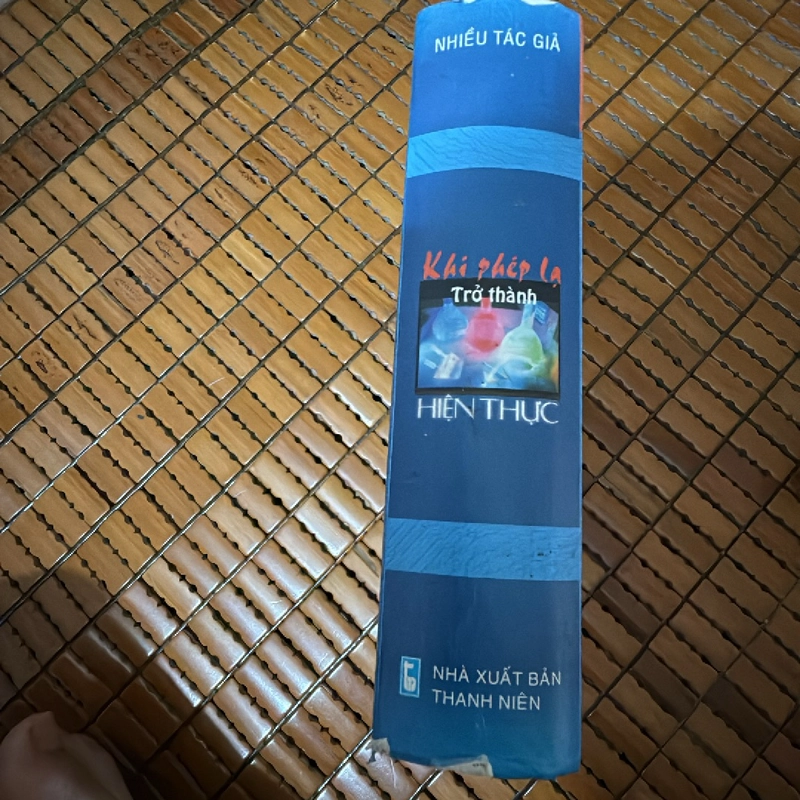 NHIỀU TÁC GIẢ
Khi phép lạ
Trở thành
HIỆN THỰC
NHÀ XUẤT BẢN
THANH NIÊN